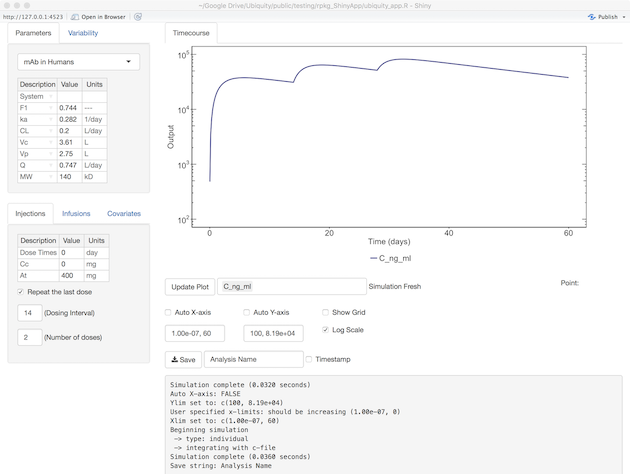 ~/Google Drive/Ubiquity/public/testing/rpkg_ShinyApp/ubiquity_app.R - Shiny
http://127.0.0.1:4523 Open in Browser Publish
Parameters Variability
mAb in Humans
Description Value Units
System
F1 0.744 ---
ka 0.282 1/day
CL 0.2 L/day
Vc 3.61 L
Vp 2.75 L
Q 0.747 L/day
MW 140 kD
Injections Infusions Covariates
Description Value Units
Dose Times 0 day
Cc 0 mg
At 400 mg
Repeat the last dose
14 (Dosing Interval)
2 (Number of doses)
Timecourse
Output
10^5
10^4
10^3
10^2
0 20 40 60
Time (days)
C_ng_ml
Update Plot C_ng_ml Simulation Fresh Point:
Auto X-axis Auto Y-axis Show Grid
1.00e-07, 60 100, 8.19e+04 Log Scale
Save Analysis Name Timestamp
Simulation complete (0.0320 seconds)
Auto X-axis: FALSE
Ylim set to: c(100, 8.19e+04)
User specified x-limits: should be increasing (1.00e-07, 0)
Xlim set to: c(1.00e-07, 60)
Beginning simulation
-> type: individual
-> integrating with c-file
Simulation complete (0.0360 seconds)
Save string: Analysis Name